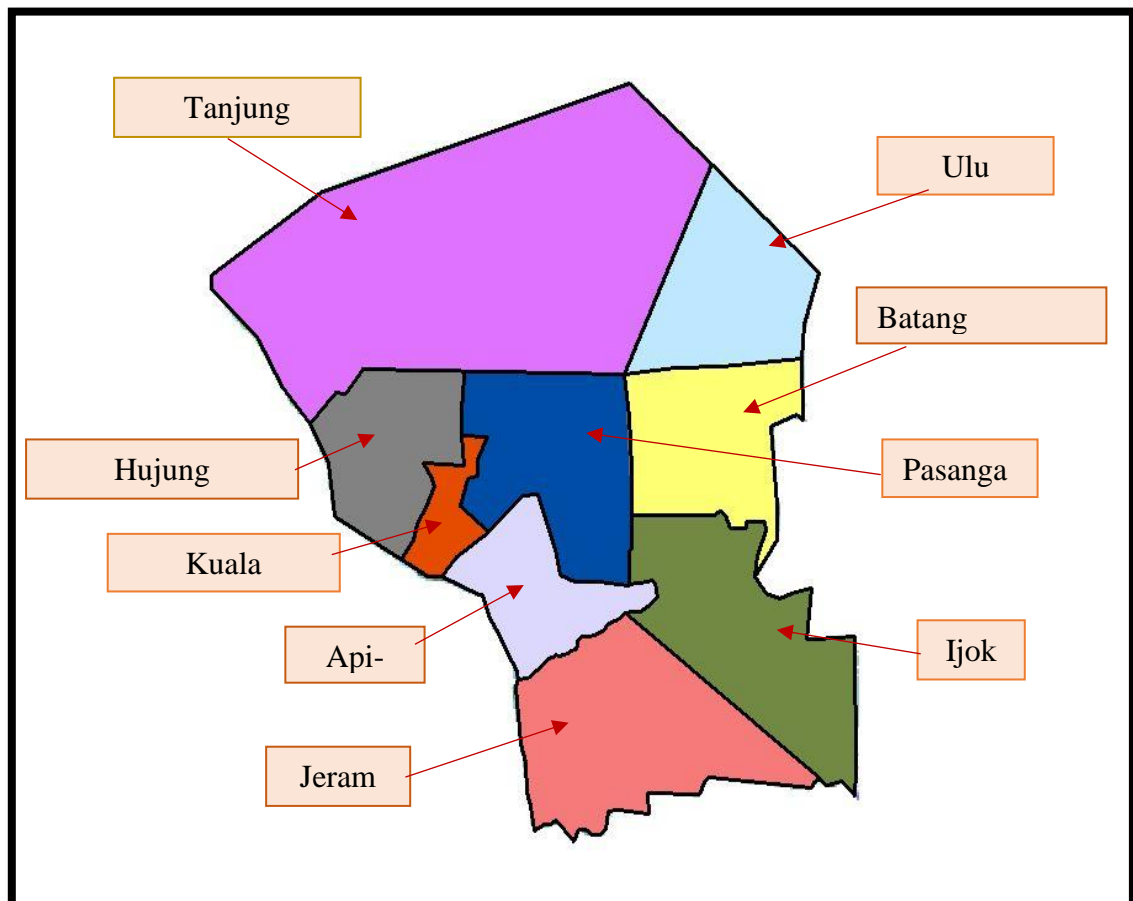 Tanjung
Ulu
Batang
Hujung
Pasanga
Kuala
Api-
Ijok
Jeram